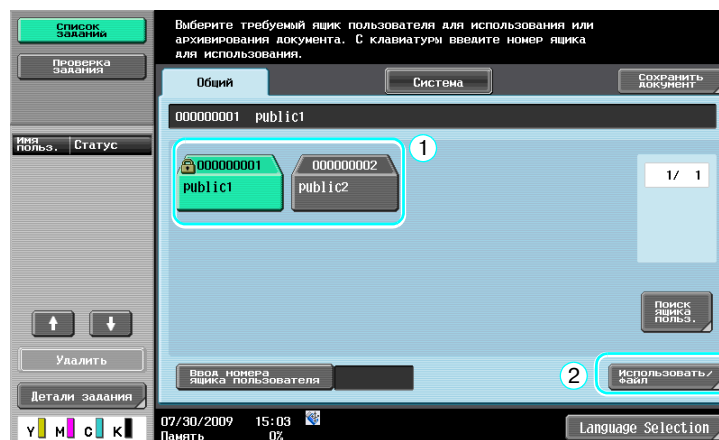 Список
заданий
Проверка
задания
Имя
польз.
Статус
Удалить
Детали задания
Y M C K
Выберите требуемый ящик пользователя для использования или
архивирования документа. С клавиатуры введите номер ящика
для использования.
Общий
Система
Сохранить
документ
000000001 public1
000000001
public1
000000002
public2
1
1/ 1
Поиск
ящика
польз.
Ввод номера
ящика пользователя
2
Использовать/
файл
07/30/2009 15:03
Память 0%
Language Selection